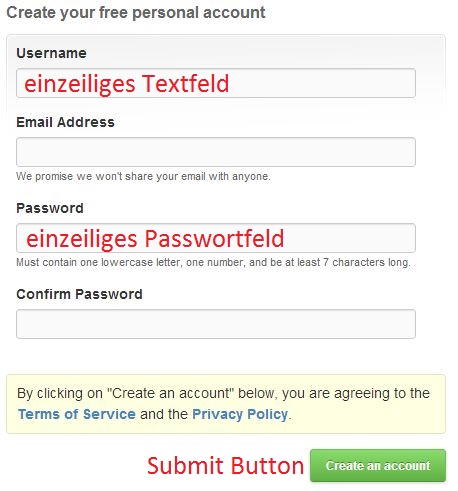 Create your free personal account
Username
einzeiliges Textfeld
Email Address
We promise we won't share your email with anyone.
Password
einzeiliges Passwortfeld
Must contain one lowercase letter, one number, and be at least 7 characters long.
Confirm Password
By clicking on "Create an account" below, you are agreeing to the
Terms of Service and the Privacy Policy.
Submit Button Create an account